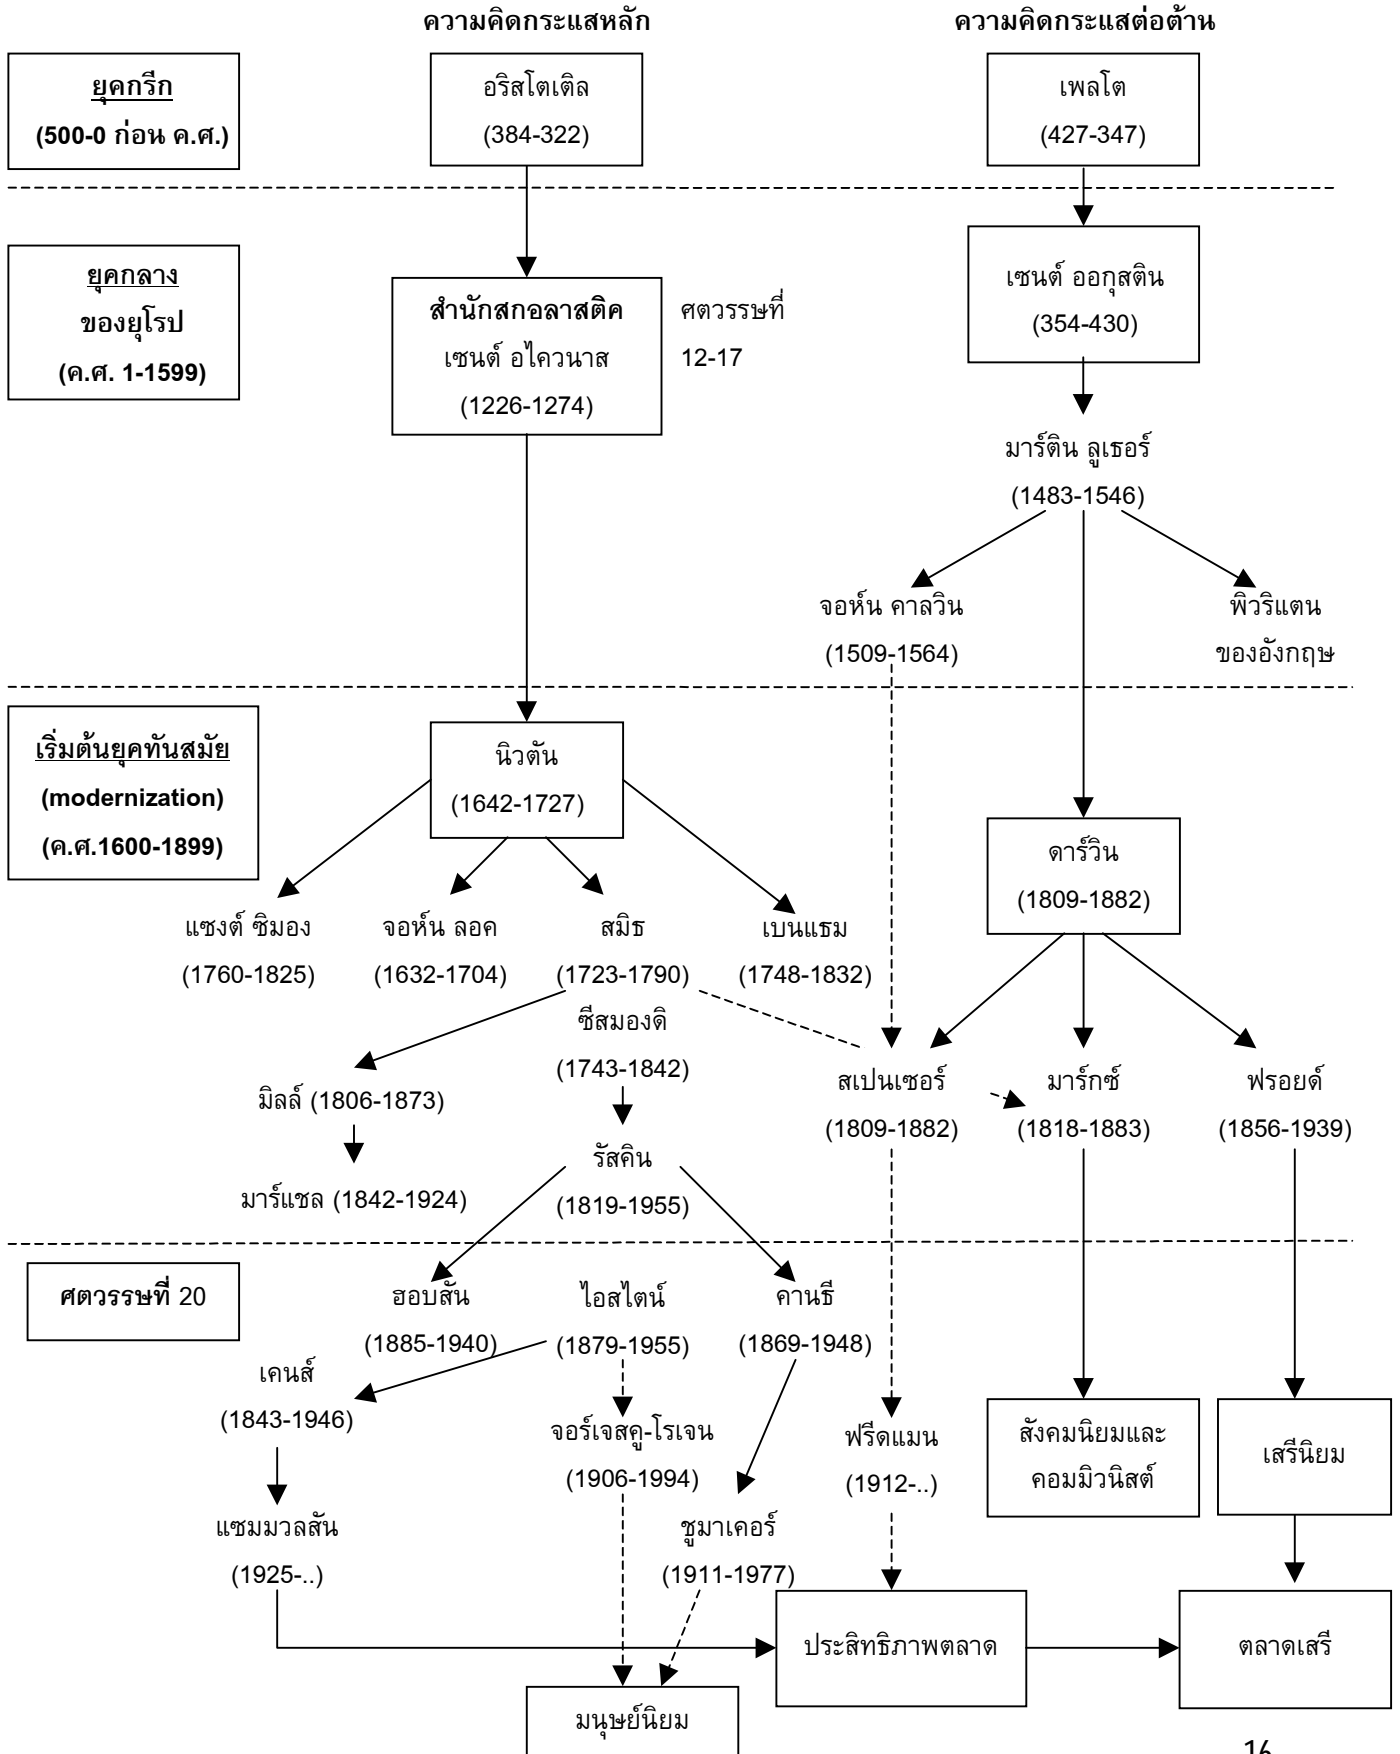 ความคิดกระแสหลัก
ความคิดกระแสต่อต้าน
ยุคกรีก
(500-0 ก่อน ค.ศ.)
อริสโตเติล
(384-322)
เพลโต
(427-347)
ยุคกลาง
ของยุโรป
(ค.ศ. 1-1599)
สำนักสกอลาสติค
เซนต์ อไควนาส
(1226-1274)
ศตวรรษที่
12-17
เซนต์ ออกุสติน
(354-430)
มาร์ติน ลูเธอร์
(1483-1546)
จอห์น คาลวิน
(1509-1564)
พิวริแตน
ของอังกฤษ
เริ่มต้นยุคทันสมัย
(modernization)
(ค.ศ.1600-1899)
นิวตัน
(1642-1727)
ดาร์วิน
(1809-1882)
แซงต์ ซิมอง
(1760-1825)
จอห์น ลอค
(1632-1704)
สมิธ
(1723-1790)
เบนแธม
(1748-1832)
ซีสมองดิ
(1743-1842)
มิลล์ (1806-1873)
สเปนเซอร์
(1809-1882)
มาร์กซ์
(1818-1883)
ฟรอยด์
(1856-1939)
รัสคิน
(1819-1955)
มาร์แชล (1842-1924)
ศตวรรษที่ 20
ฮอบสัน
(1885-1940)
ไอสไตน์
(1879-1955)
คานธี
(1869-1948)
เคนส์
(1843-1946)
จอร์เจสคู-โรเจน
(1906-1994)
ฟรีดแมน
(1912-..)
สังคมนิยมและ
คอมมิวนิสต์
เสรีนิยม
แซมมวลสัน
(1925-..)
ชูมาเคอร์
(1911-1977)
ประสิทธิภาพตลาด
ตลาดเสรี
มนุษย์นิยม
16